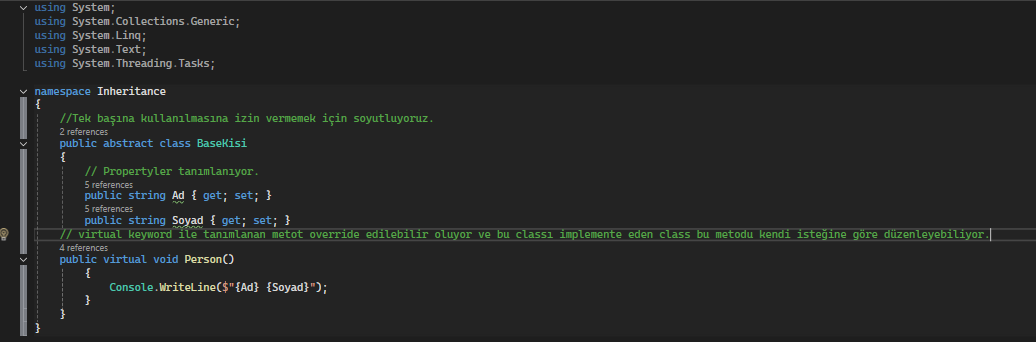 using System;
using System.Collections.Generic;
using System.Linq;
using System.Text;
using System.Threading.Tasks;
namespace Inheritance
{
//Tek başına kullanılmasına izin vermemek için soyutluyoruz.
2 references
public abstract class BaseKisi
{
// Propertyler tanımlanıyor.
5 references
public string Ad { get; set; }
5 references
public string Soyad { get; set; }
// virtual keyword ile tanımlanan metot override edilebilir oluyor ve bu classı implemente eden class bu metodu kendi isteğine göre düzenleyebiliyor.
4 references
public virtual void Person()
{
Console.WriteLine($"{Ad} {Soyad}");
}
}
}